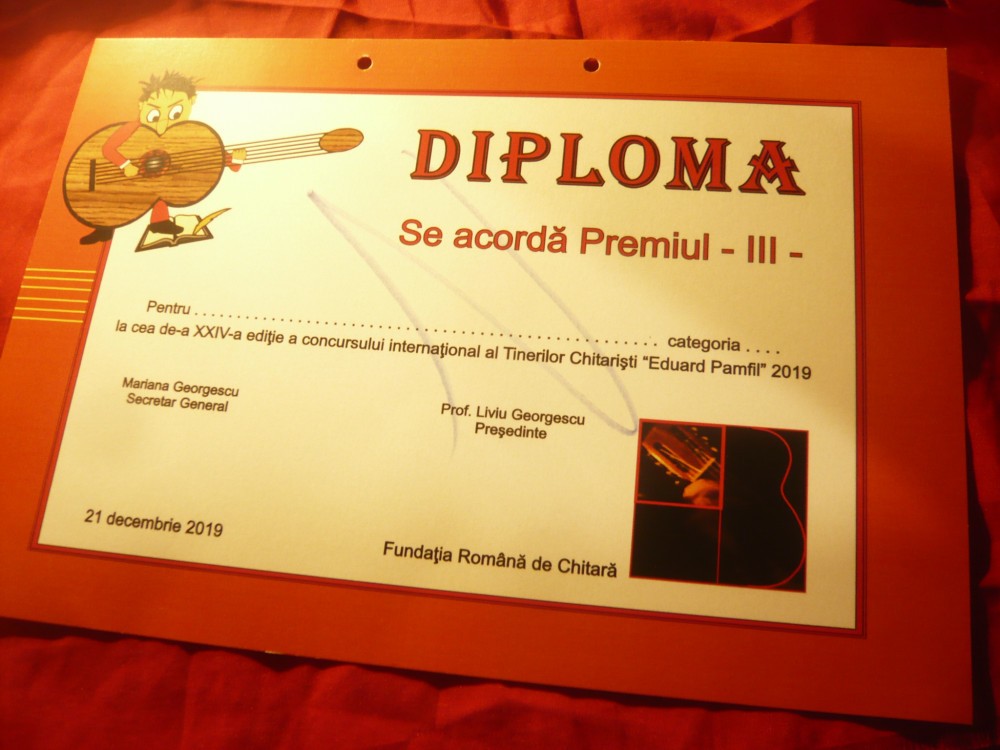 DIPLOMA
Se acordă Premiul - III -
Pentru . . . . . . . . . . . . . . . . . . . . . . . . . . . . . . . . . . . . . . . . . . . . . . . . . . . . . . . . . categoria . . . .
la cea de-a XXIV-a ediţie a concursului internaţional al Tinerilor Chitarişti “Eduard Pamfil” 2019
Mariana Georgescu
Secretar General
Prof. Liviu Georgescu
Preşedinte
21 decembrie 2019
Fundaţia Română de Chitară